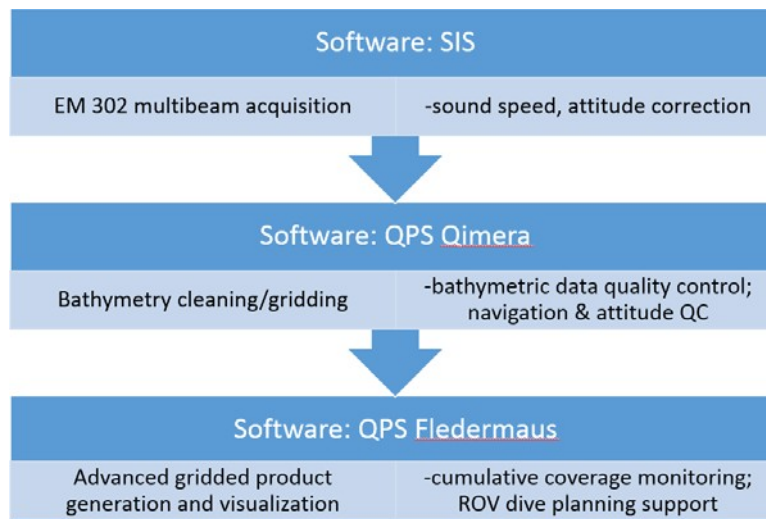 Software: SIS
EM 302 multibeam acquisition
-sound speed, attitude correction
Software: QPS Qimera
Bathymetry cleaning/gridding
-bathymetric data quality control;
navigation & attitude QC
Software: QPS Fledermaus
Advanced gridded product
generation and visualization
-cumulative coverage monitoring;
ROV dive planning support